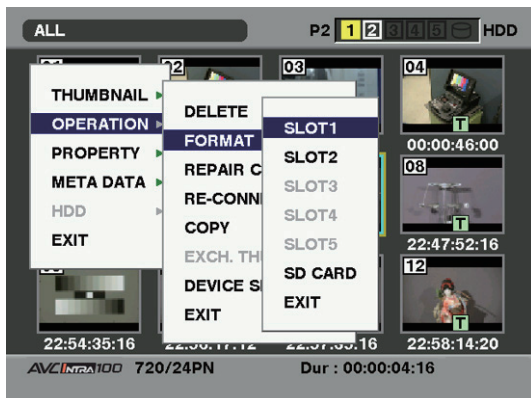 ALL
P2 1 2 3 4 5 HDD
02 03 04
THUMBNAIL
OPERATION
PROPERTY
META DATA
HDD
EXIT
DELETE
FORMAT
REPAIR C
RE-CONN
COPY
EXCH. TH
DEVICE S
EXIT
SLOT1
SLOT2
SLOT3
SLOT4
SLOT5
SD CARD
EXIT
T
00:00:46:00
08
T
22:47:52:16
12
T
22:54:35:16
22:58:14:20
AVC INTRA 100 720/24PN Dur : 00:00:04:16